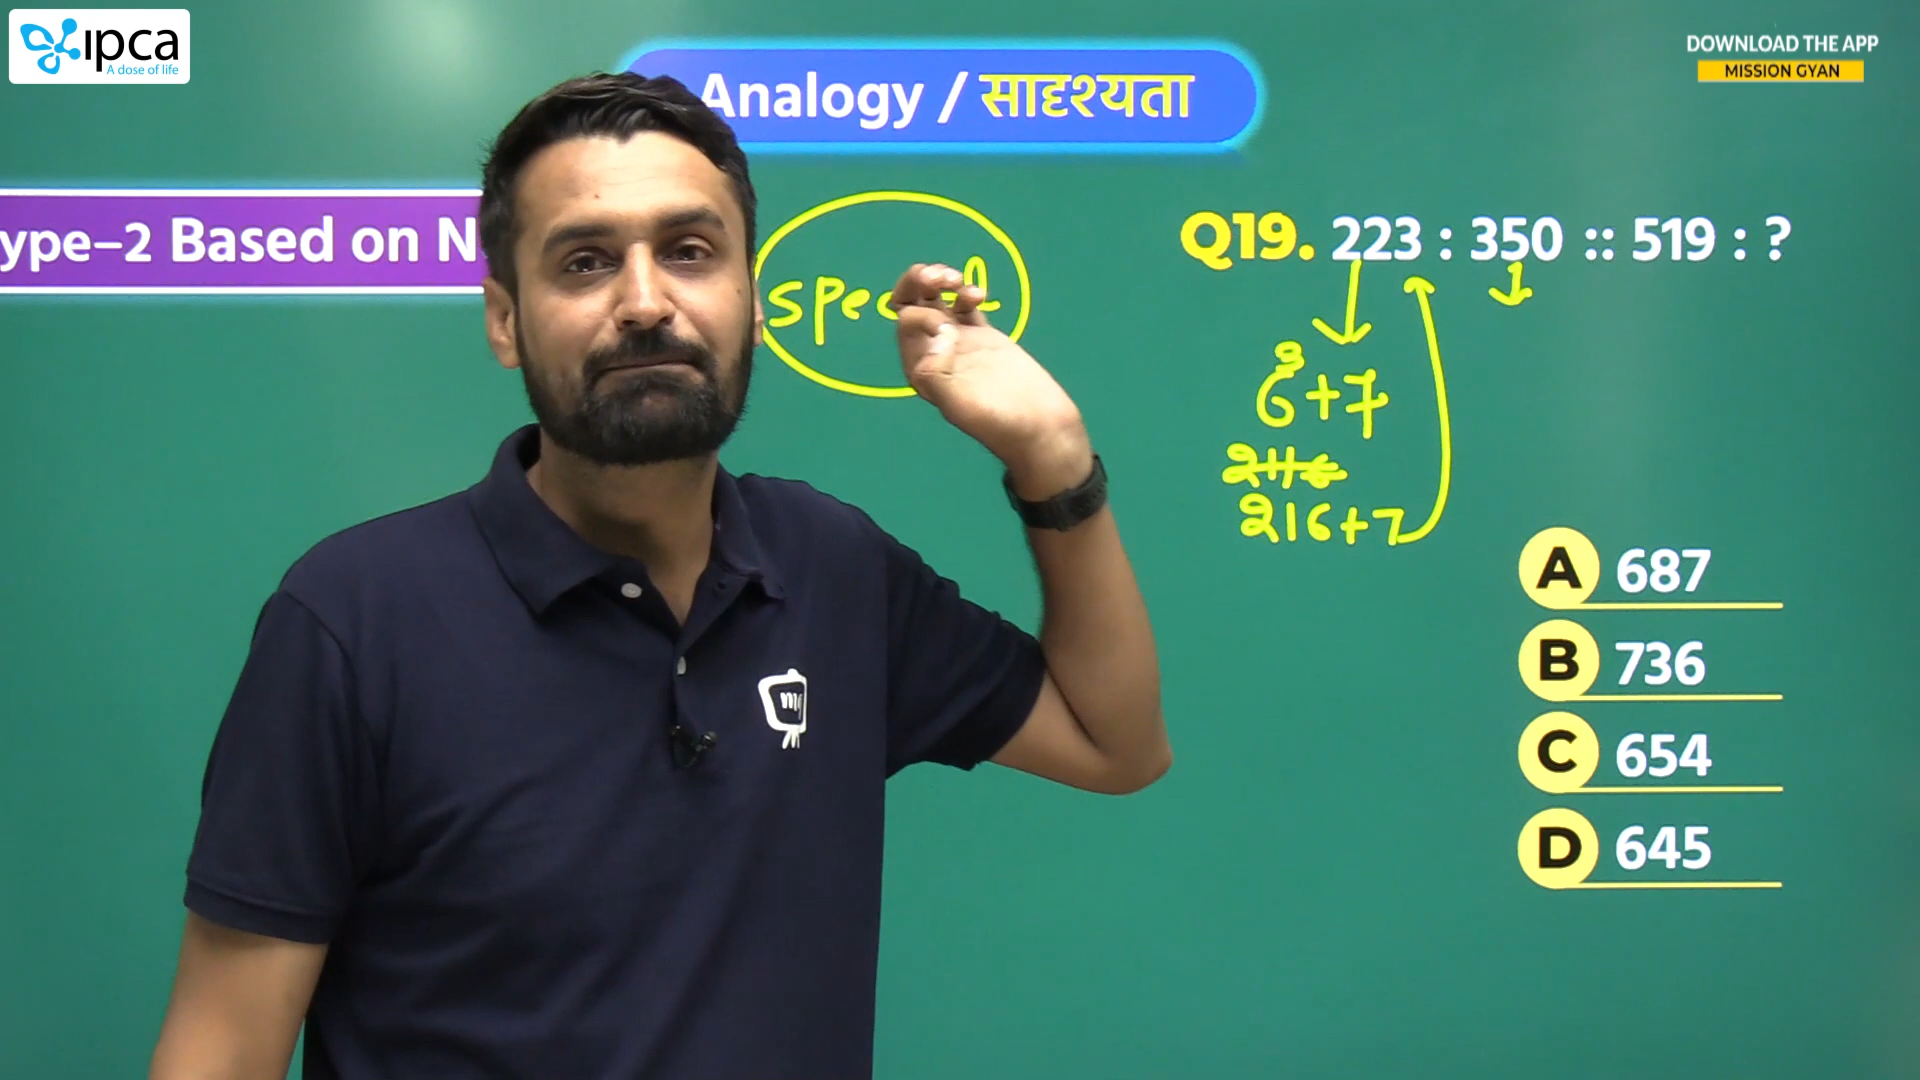 ipca
A dose of life
DOWNLOAD THE APP
MISSION GYAN
Analogy / सादृश्यता
ype–2 Based on N
Q19. 223 : 350 :: 519 : ?
6³+7
216+7
A 687
B 736
C 654
D 645